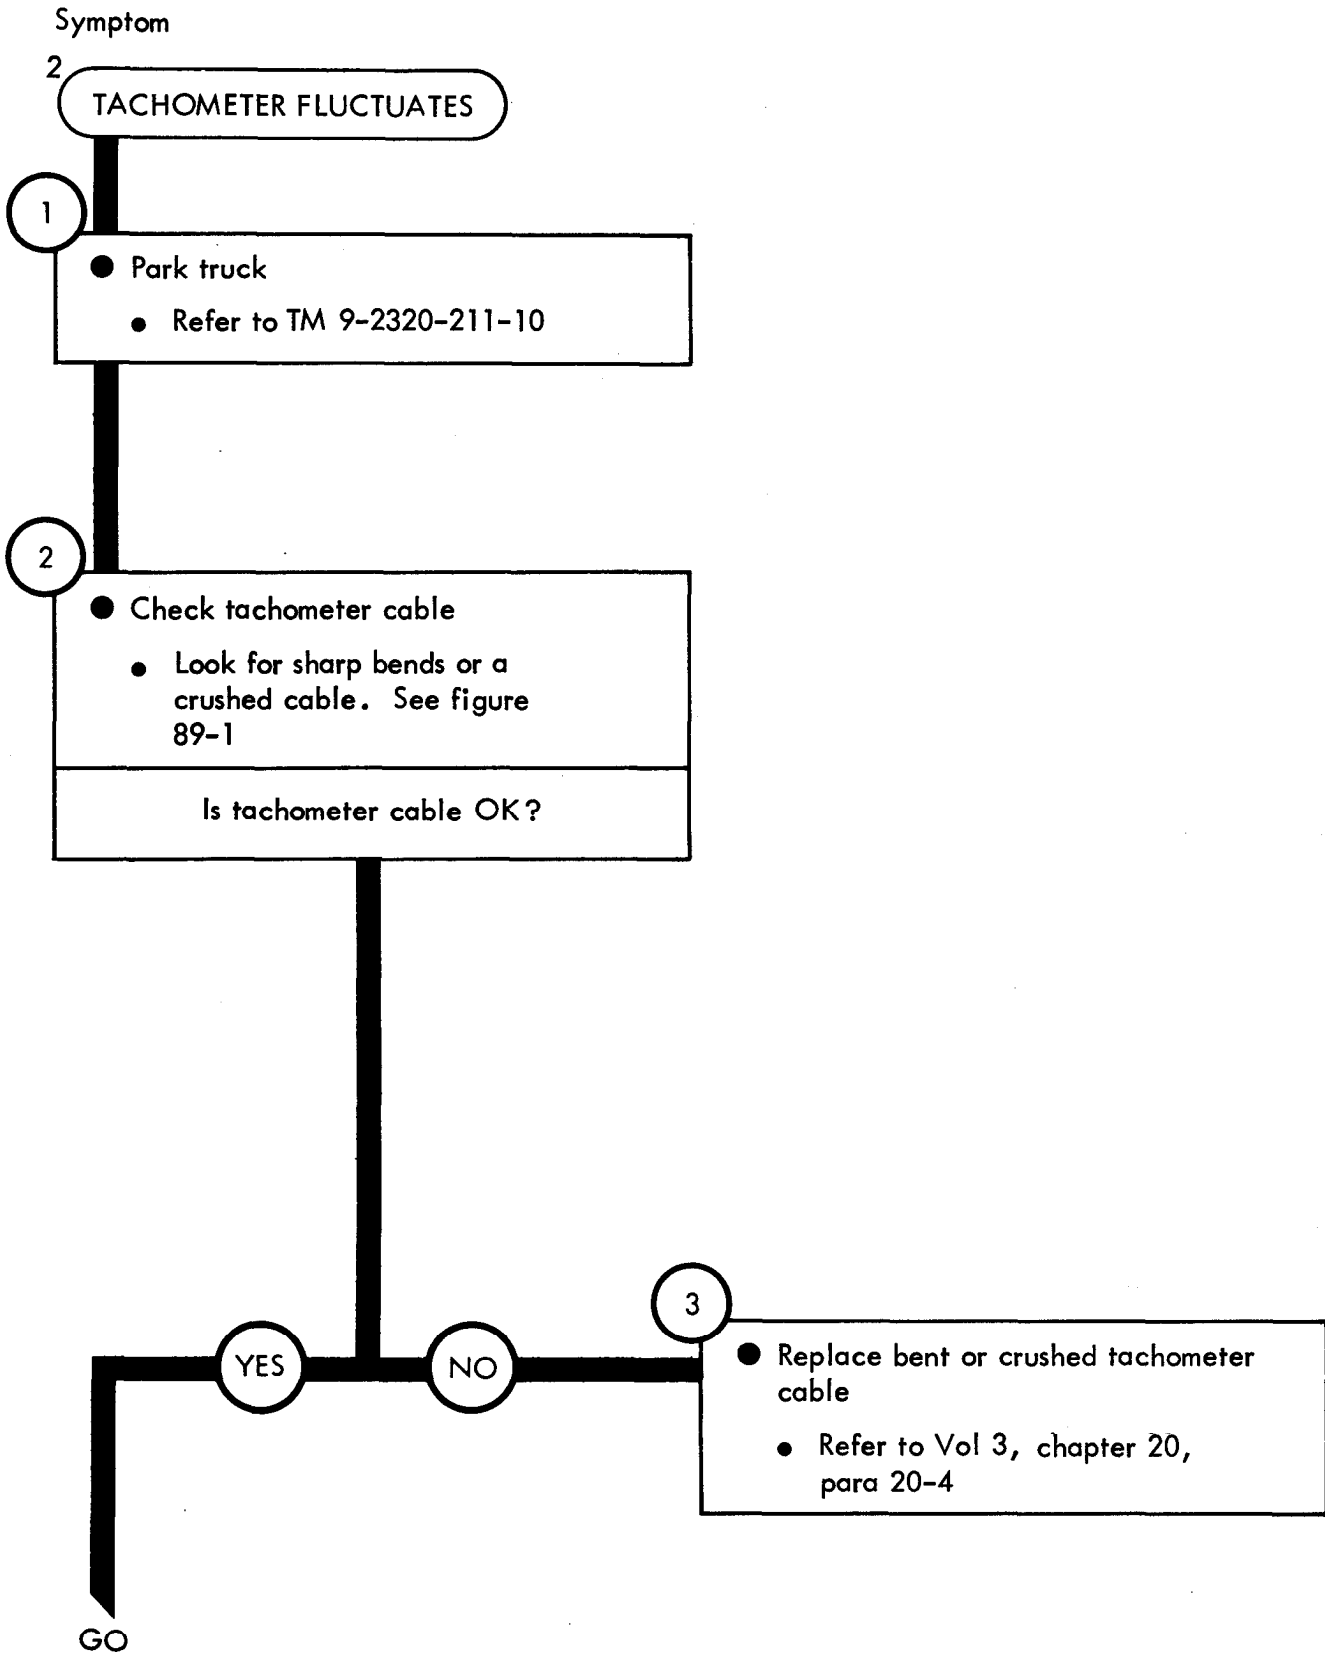 Symptom
2
TACHOMETER FLUCTUATES
1
● Park truck
● Refer to TM 9-2320-211-10
2
● Check tachometer cable
● Look for sharp bends or a
crushed cable. See figure
89-1
Is tachometer cable OK?
3
YES
NO
● Replace bent or crushed tachometer
cable
● Refer to Vol 3, chapter 20,
para 20-4
GO